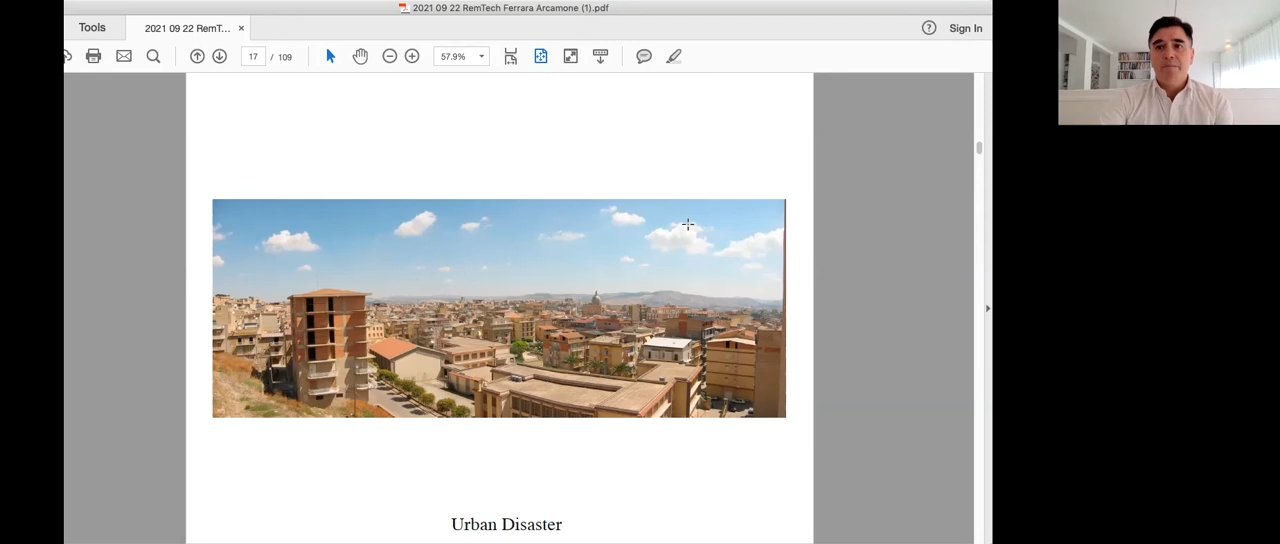 2021 09 22 RemTech Ferrara Arcamone (1).pdf
Tools
2021 09 22 RemT... ×
Sign In
17 / 109
57.9%
Urban Disaster